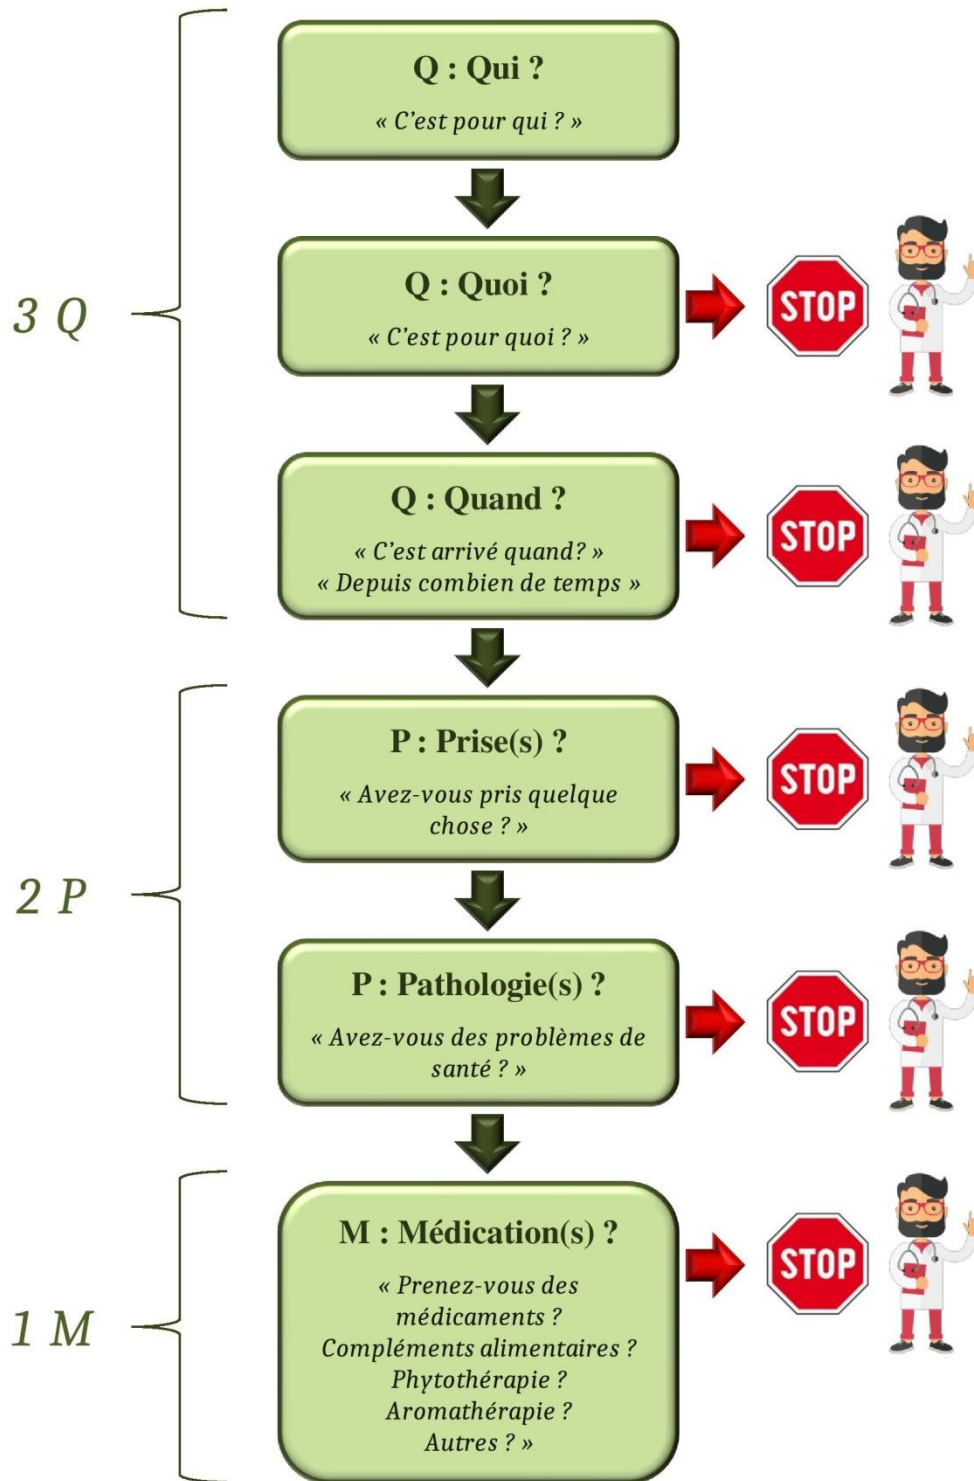 Q : Qui ?
« C'est pour qui ? »
3 Q
Q : Quoi ?
« C'est pour quoi ? »
STOP
Q : Quand ?
« C'est arrivé quand? »
« Depuis combien de temps »
STOP
2 P
P : Prise(s) ?
« Avez-vous pris quelque
chose ? »
STOP
P : Pathologie(s) ?
« Avez-vous des problèmes de
santé ? »
STOP
1 M
M : Médication(s) ?
« Prenez-vous des
médicaments ?
Compléments alimentaires ?
Phytothérapie ?
Aromathérapie ?
Autres ? »
STOP